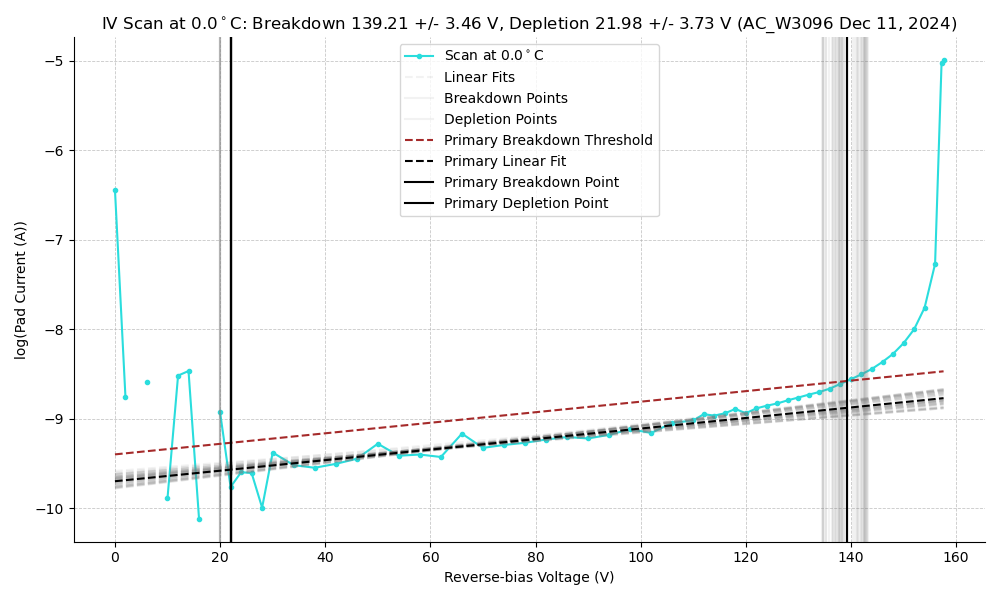 IV Scan at 0.0°C: Breakdown 139.21 +/- 3.46 V, Depletion 21.98 +/- 3.73 V (AC_W3096 Dec 11, 2024)
Scan at 0.0°C
Linear Fits
Breakdown Points
Depletion Points
Primary Breakdown Threshold
Primary Linear Fit
Primary Breakdown Point
Primary Depletion Point
log(Pad Current (A))
−5
−6
−7
−8
−9
−10
0 20 40 60 80 100 120 140 160
Reverse-bias Voltage (V)